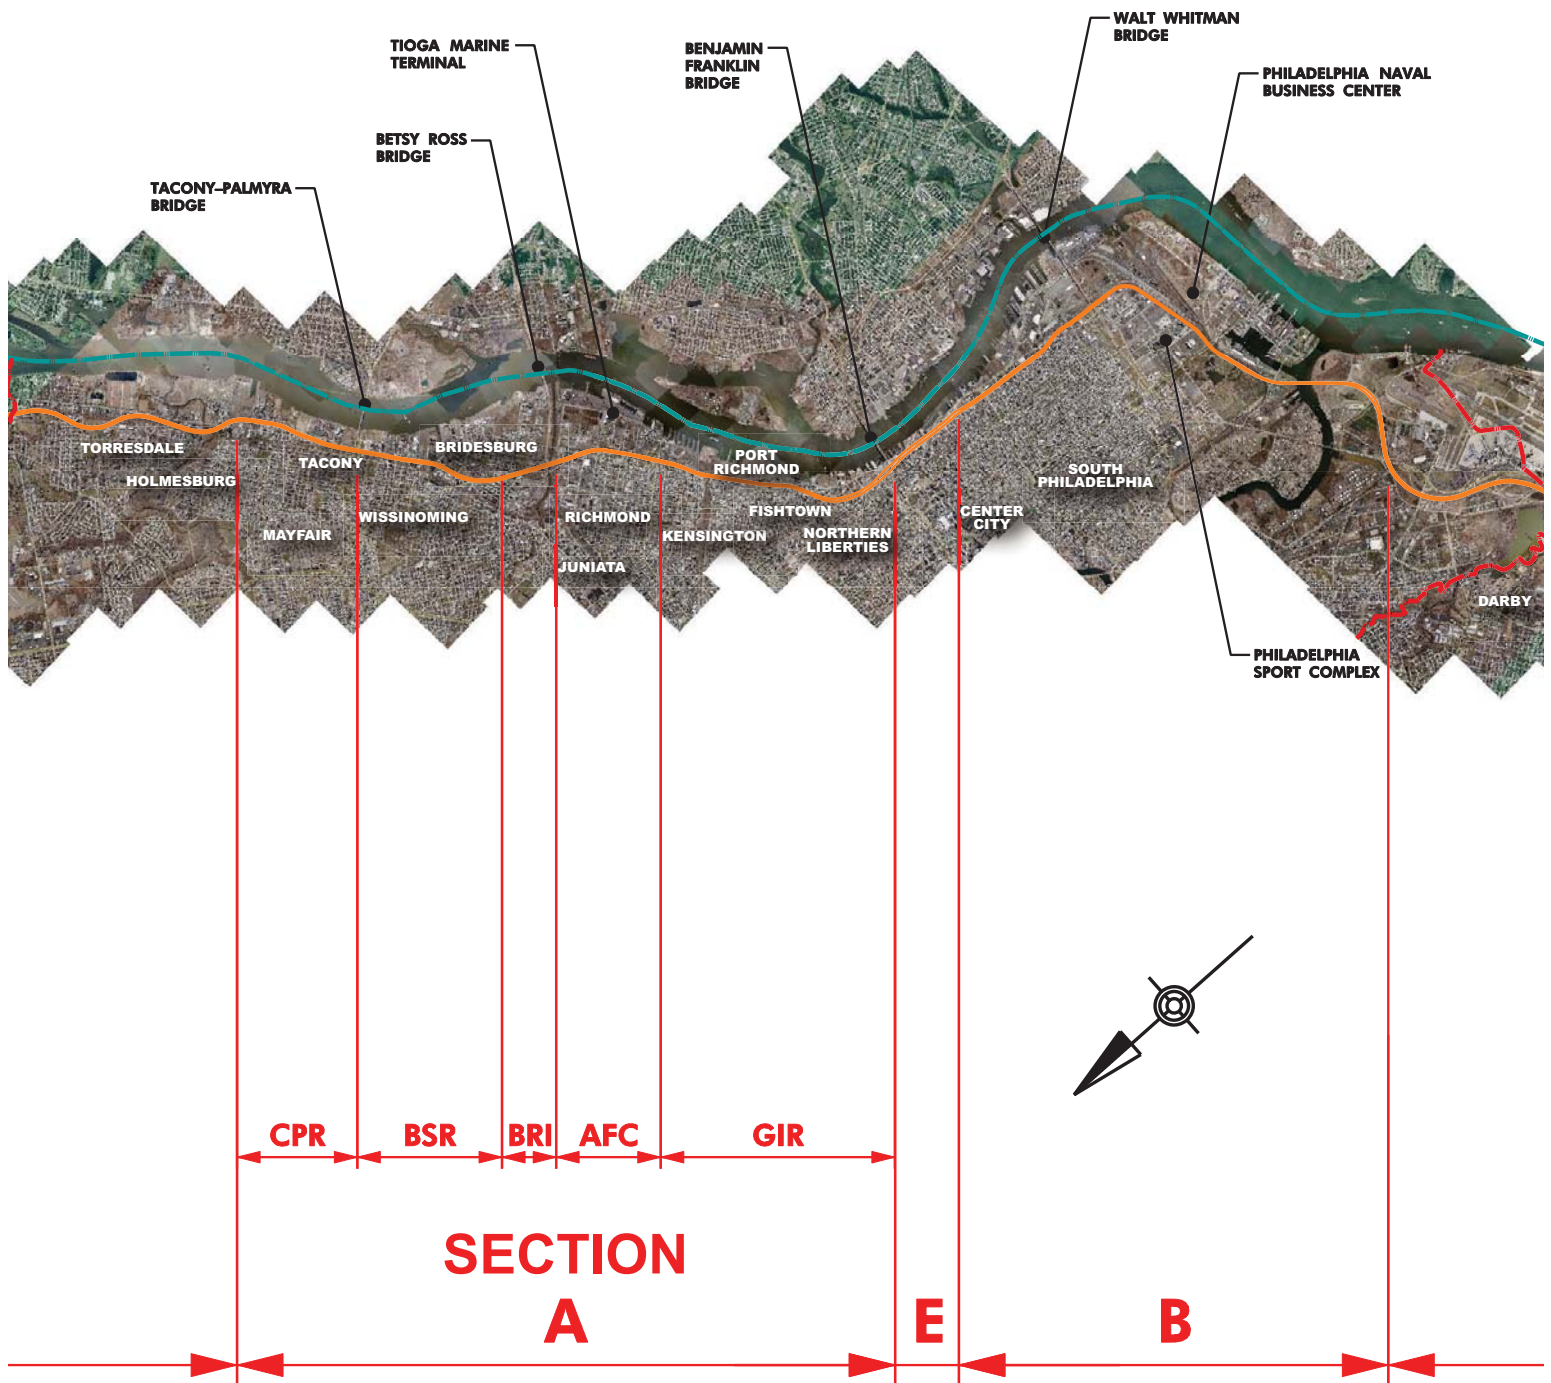 WALT WHITMAN
BRIDGE
TIOGA MARINE
TERMINAL
BENJAMIN
FRANKLIN
BRIDGE
PHILADELPHIA NAVAL
BUSINESS CENTER
BETSY ROSS
BRIDGE
TACONY–PALMYRA
BRIDGE
TORRESDALE
HOLMESBURG
TACONY
BRIDESBURG
MAYFAIR
WISSINOMING
RICHMOND
JUNIATA
PORT
RICHMOND
KENSINGTON
FISHTOWN
NORTHERN
LIBERTIES
CENTER
CITY
SOUTH
PHILADELPHIA
DARBY
PHILADELPHIA
SPORT COMPLEX
CPR
BSR
BRI
AFC
GIR
SECTION
A
E
B